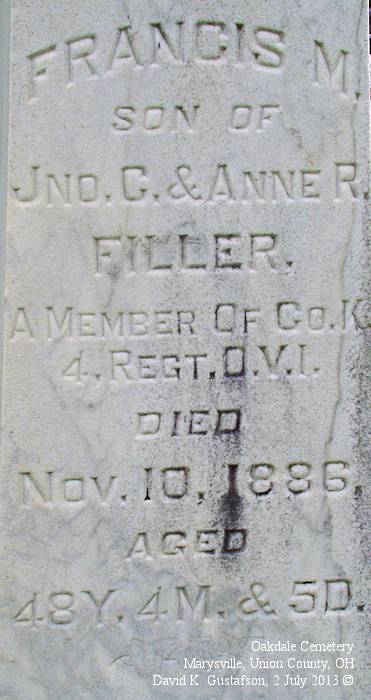 FRANCIS M.
SON OF
JNO. C. & ANNE R.
FILLER.
A MEMBER OF CO. K
4, REGT. O.V.I.
DIED
NOV. 10, 1886.
AGED
48Y. 4M. & 5D.
Oakdale Cemetery
Marysville, Union County, OH
David K. Gustafson, 2 July 2013 ©